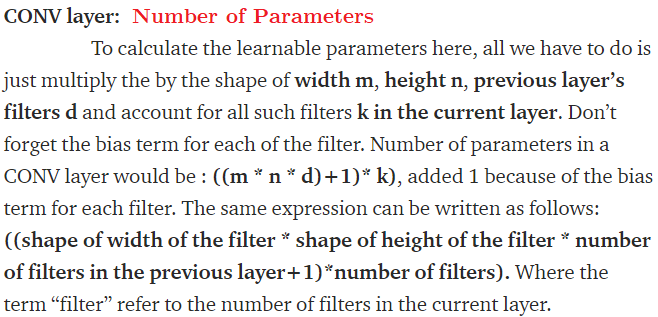 CONV layer: Number of Parameters
To calculate the learnable parameters here, all we have to do is
just multiply the by the shape of width m, height n, previous layer's
filters d and account for all such filters k in the current layer. Don't
forget the bias term for each of the filter. Number of parameters in a
CONV layer would be : ((m * n * d)+1)* k), added 1 because of the bias
term for each filter. The same expression can be written as follows:
((shape of width of the filter * shape of height of the filter * number
of filters in the previous layer+1)*number of filters). Where the
term “filter” refer to the number of filters in the current layer.